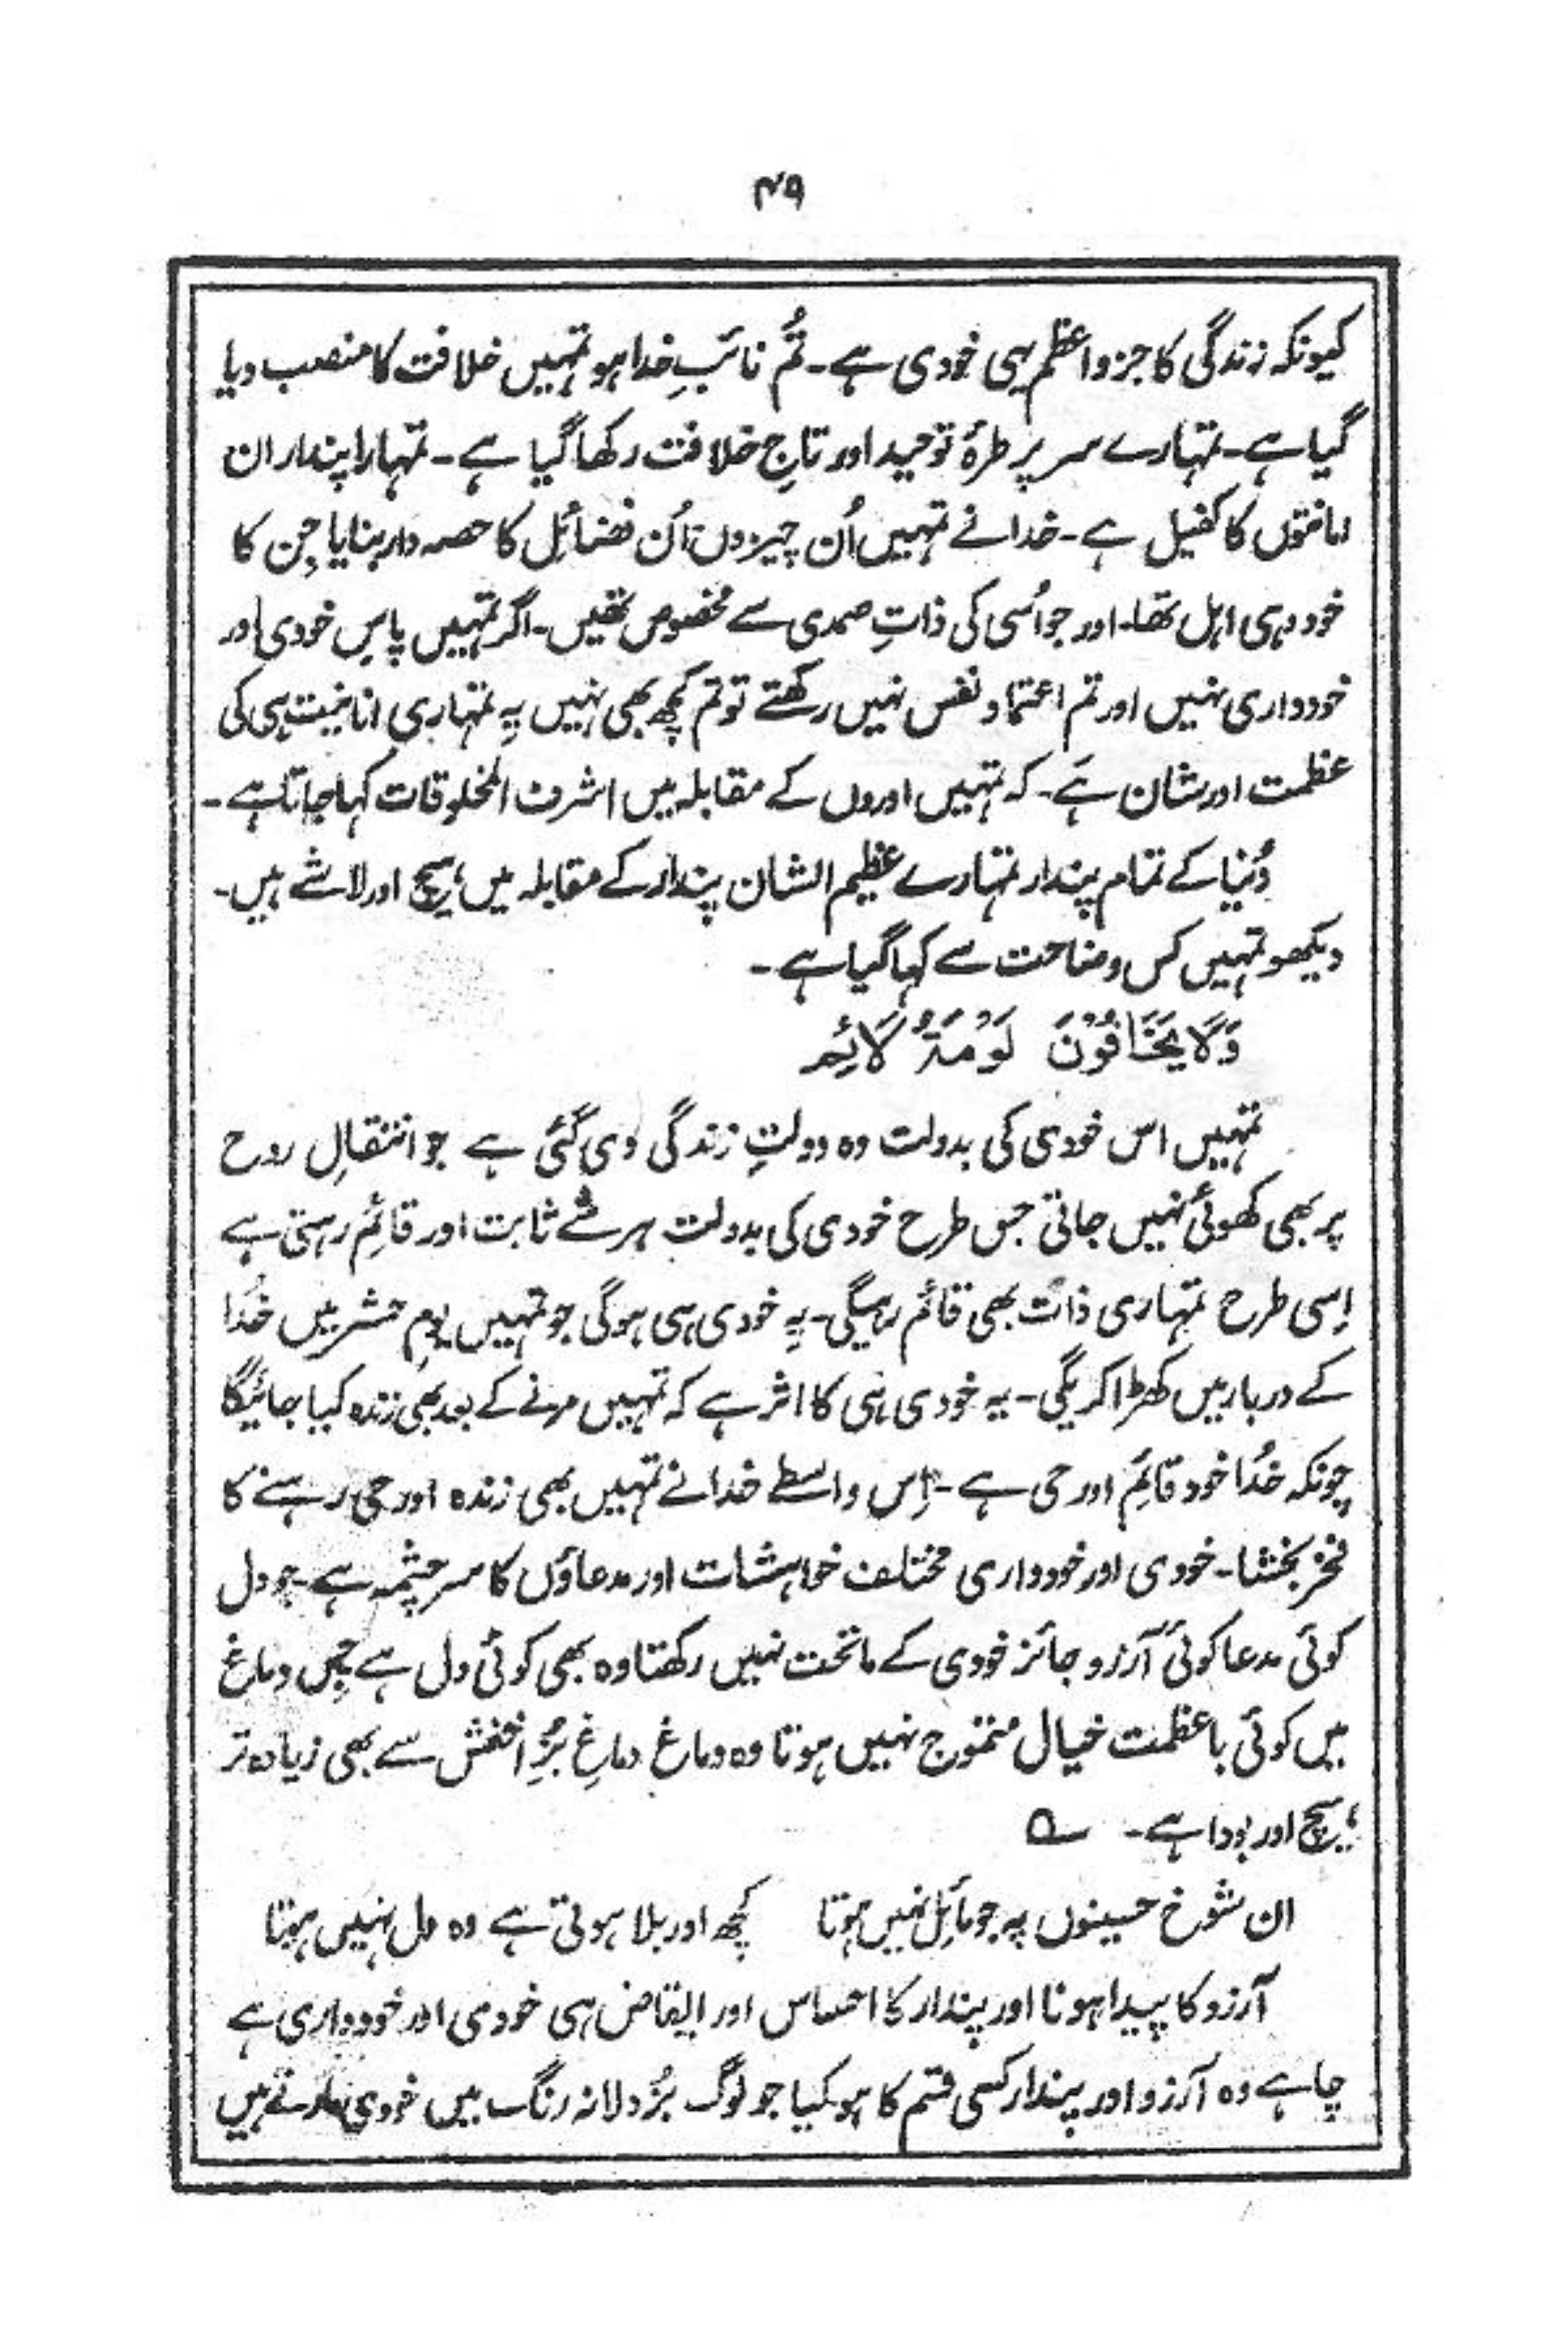 ۴۹
کیونکہ زندگی کا جزو اعظم یہی خودی ہے۔ تُم نائبِ خدا ہو تمہیں خلافت کا منصب دیا
گیا ہے۔ تمہارے سر پر طرۂ توحید اور تاجِ خلافت رکھا گیا ہے۔ تمہارا پندار ان
امانتوں کا کفیل ہے۔ خدا نے تمہیں اُن چیزوں اُن فضائل کا حصہ دار بنایا جِن کا
خود ہی اہل تھا۔ اور جو اُسی کی ذاتِ صمدی سے مخصوص تھیں۔ اگر تمہیں پاسِ خودی اور
خودداری نہیں اور تم اعتمادِ نفس نہیں رکھتے تو تم کچھ بھی نہیں یہ تمہاری انانیت ہی کی
عظمت اور شان ہے۔ کہ تمہیں اوروں کے مقابلہ میں اشرف المخلوقات کہا جاتا ہے۔
دُنیا کے تمام پندار تمہارے عظیم الشان پندار کے مقابلہ میں ہیچ اور لاشے ہیں۔
دیکھو تمہیں کس وضاحت سے کہا گیا ہے۔
وَلَا یَخَافُوْنَ لَوْمَۃَ لَائِم
تمہیں اس خودی کی بدولت وہ دولتِ زندگی دی گئی ہے جو انتقالِ روح
پر بھی کھوئی نہیں جاتی جس طرح خودی کی بدولت ہر شے ثابت اور قائم رہتی ہے
اِسی طرح تمہاری ذات بھی قائم رہیگی۔ یہ خودی ہی ہوگی جو تمہیں یومِ حشر میں خُدا
کے دربار میں کھڑا کریگی۔ یہ خودی ہی کا اثر ہے کہ تمہیں مرنے کے بعد بھی زندہ کیا جائیگا
چونکہ خُدا خود قائم اور حی ہے۔ اِس واسطے خدا نے تمہیں بھی زندہ اور حی رہنے کا
فخر بخشا۔ خودی اور خودداری مختلف خواہشات اور مدعاؤں کا سرچشمہ ہے۔ جو دل
کوئی مدعا کوئی آرزو جائز خودی کے ماتحت نہیں رکھتا وہ بھی کوئی دل ہے جِس دماغ
میں کوئی باعظمت خیال متموج نہیں ہوتا وہ دماغ دماغِ بُزِ اخفش سے بھی زیادہ تر
ہیچ اور بودا ہے۔ ؎
ان شوخ حسینوں پہ جو مائل نہیں ہوتا کچھ اور بلا ہوتی ہے وہ دل نہیں ہوتا
آرزو کا پیدا ہونا اور پندار کا احساس اور ایقاض ہی خودی اور خودداری ہے
چاہے وہ آرزو اور پندار کسی قسم کا ہو کیا جو لوگ بُزدلانہ رنگ میں خودی مارتے ہیں